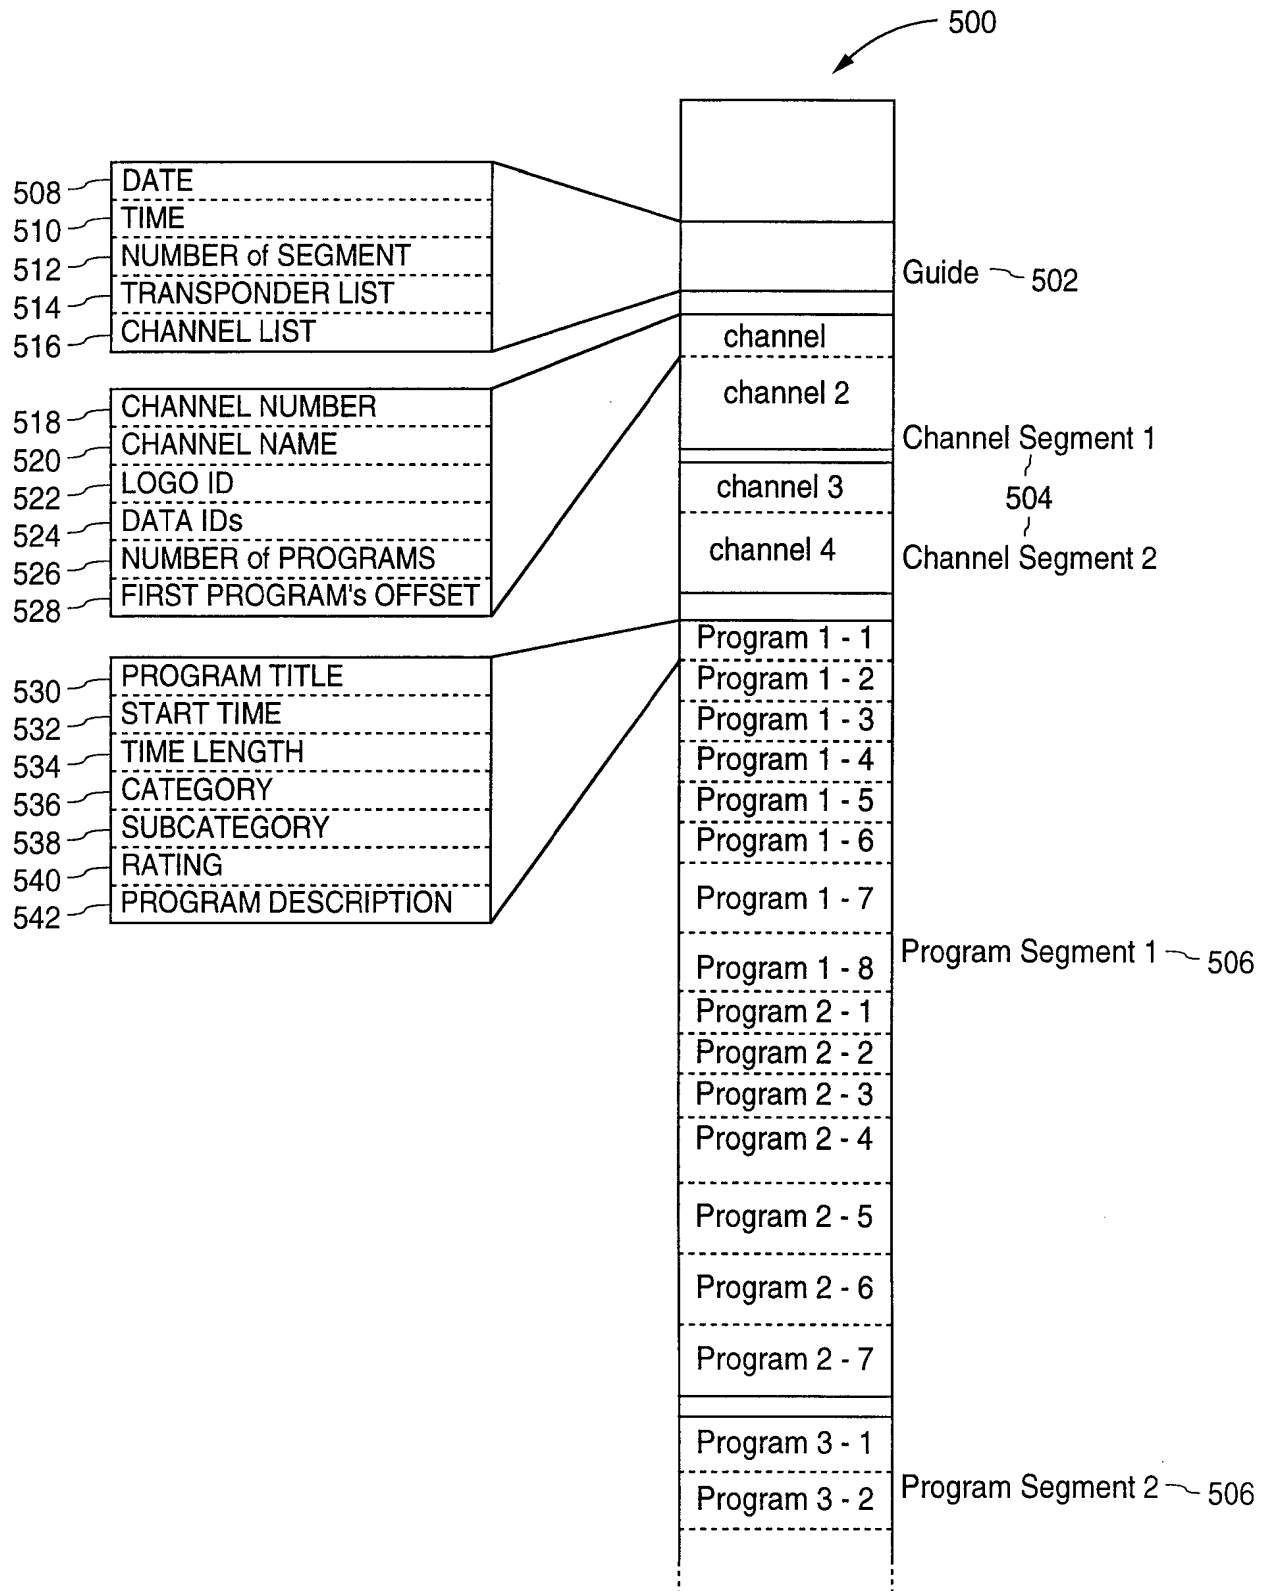 500
508 DATE
510 TIME
512 NUMBER of SEGMENT
514 TRANSPONDER LIST
516 CHANNEL LIST
Guide 502
518 CHANNEL NUMBER
520 CHANNEL NAME
522 LOGO ID
524 DATA IDs
526 NUMBER of PROGRAMS
528 FIRST PROGRAM's OFFSET
channel
channel 2
Channel Segment 1
channel 3
504
channel 4
Channel Segment 2
530 PROGRAM TITLE
532 START TIME
534 TIME LENGTH
536 CATEGORY
538 SUBCATEGORY
540 RATING
542 PROGRAM DESCRIPTION
Program 1 - 1
Program 1 - 2
Program 1 - 3
Program 1 - 4
Program 1 - 5
Program 1 - 6
Program 1 - 7
Program 1 - 8
Program Segment 1 506
Program 2 - 1
Program 2 - 2
Program 2 - 3
Program 2 - 4
Program 2 - 5
Program 2 - 6
Program 2 - 7
Program 3 - 1
Program 3 - 2
Program Segment 2 506